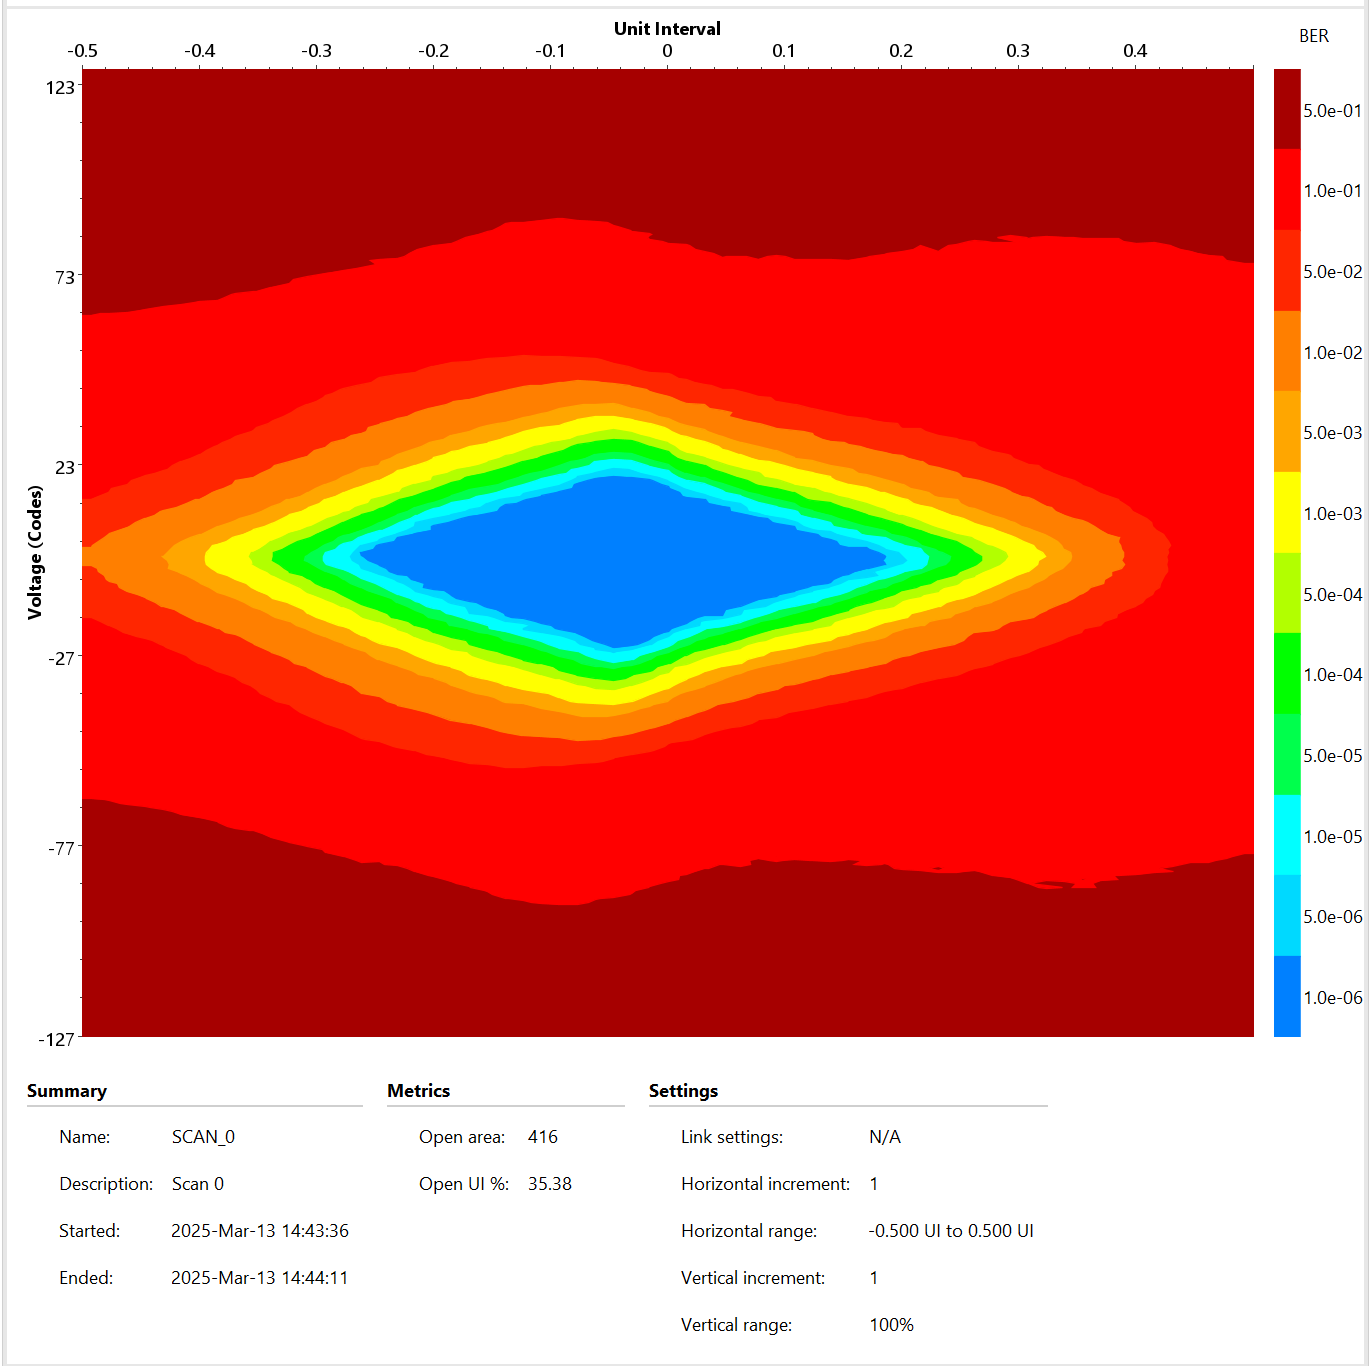 Unit Interval
BER
-0.5 -0.4 -0.3 -0.2 -0.1 0 0.1 0.2 0.3 0.4
123
73
23
-27
-77
-127
Voltage (Codes)
5.0e-01
1.0e-01
5.0e-02
1.0e-02
5.0e-03
1.0e-03
5.0e-04
1.0e-04
5.0e-05
1.0e-05
5.0e-06
1.0e-06
Summary
Name: SCAN_0
Description: Scan 0
Started: 2025-Mar-13 14:43:36
Ended: 2025-Mar-13 14:44:11
Metrics
Open area: 416
Open UI %: 35.38
Settings
Link settings: N/A
Horizontal increment: 1
Horizontal range: -0.500 UI to 0.500 UI
Vertical increment: 1
Vertical range: 100%